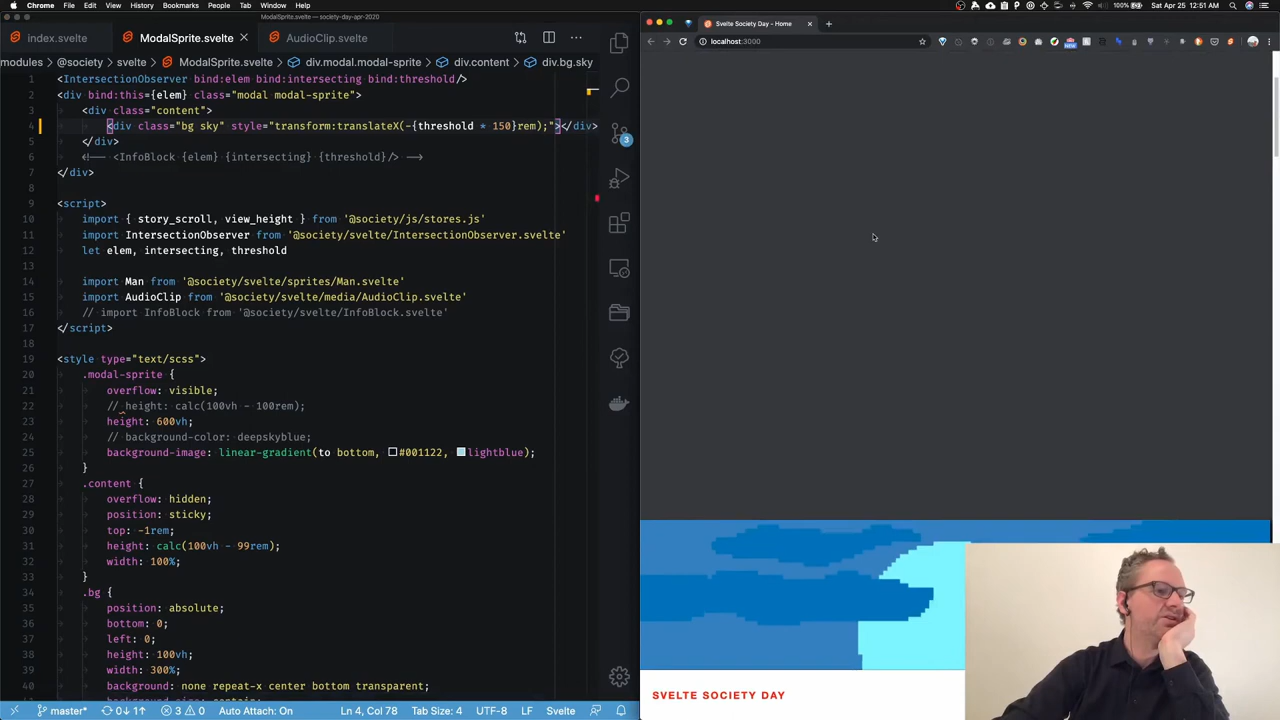 Chrome File Edit View History Bookmarks People Tab Window Help 100% Sat Apr 25 12:51 AM
ModalSprite.svelte — society-day-apr-2020
index.svelte ModalSprite.svelte AudioClip.svelte
modules > @society > svelte > ModalSprite.svelte > div.modal.modal-sprite > div.content > div.bg.sky
1 <IntersectionObserver bind:elem bind:intersecting bind:threshold/>
2 <div bind:this={elem} class="modal modal-sprite">
3 <div class="content">
4 <div class="bg sky" style="transform:translateX(-{threshold * 150}rem);"></div>
5 </div>
6 <!-- <InfoBlock {elem} {intersecting} {threshold}/> -->
7 </div>
8
9 <script>
10 import { story_scroll, view_height } from '@society/js/stores.js'
11 import IntersectionObserver from '@society/svelte/IntersectionObserver.svelte'
12 let elem, intersecting, threshold
13
14 import Man from '@society/svelte/sprites/Man.svelte'
15 import AudioClip from '@society/svelte/media/AudioClip.svelte'
16 // import InfoBlock from '@society/svelte/InfoBlock.svelte'
17 </script>
18
19 <style type="text/scss">
20 .modal-sprite {
21 overflow: visible;
22 // height: calc(100vh - 100rem);
23 height: 600vh;
24 // background-color: deepskyblue;
25 background-image: linear-gradient(to bottom, #001122, lightblue);
26 }
27 .content {
28 overflow: hidden;
29 position: sticky;
30 top: -1rem;
31 height: calc(100vh - 99rem);
32 width: 100%;
33 }
34 .bg {
35 position: absolute;
36 bottom: 0;
37 left: 0;
38 height: 100vh;
39 width: 300%;
40 background: none repeat-x center bottom transparent;
3
master* 0↓ 1↑ 3 0 Auto Attach: On Ln 4, Col 78 Tab Size: 4 UTF-8 LF Svelte
Svelte Society Day - Home
localhost:3000
NEW
SVELTE SOCIETY DAY